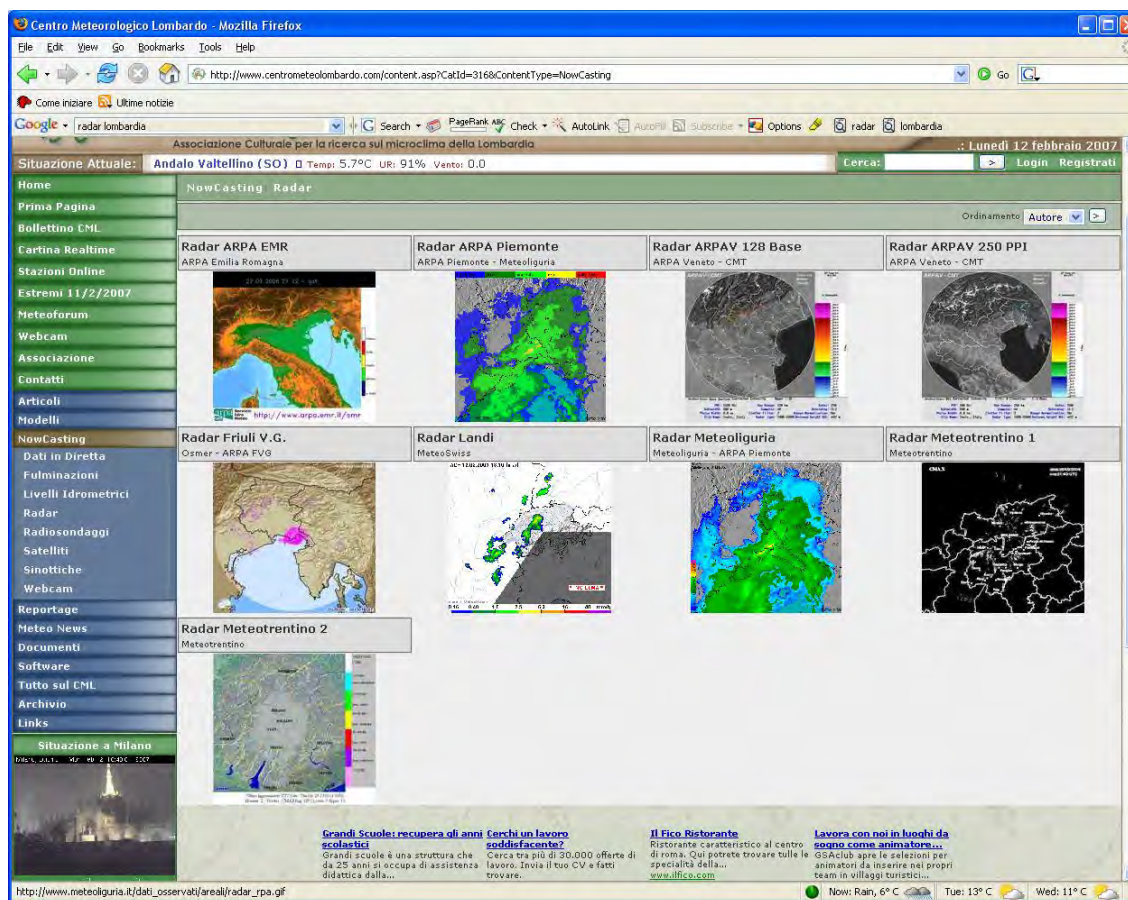 Centro Meteorologico Lombardo - Mozilla Firefox
File Edit View Go Bookmarks Tools Help
http://www.centrometeolombardo.com/content.asp?CatId=316&ContentType=NowCasting Go
Come iniziare Ultime notizie
Google radar lombardia Search PageRank Check AutoLink AutoFill Subscribe Options radar lombardia
Associazione Culturale per la ricerca sul microclima della Lombardia
.: Lunedì 12 febbraio 2007
Situazione Attuale: Andalo Valtellino (SO) Temp: 5.7°C UR: 91% Vento: 0.0 Cerca: > Login Registrati
Home
Prima Pagina
Bollettino CML
Cartina Realtime
Stazioni Online
Estremi 11/2/2007
Meteoforum
Webcam
Associazione
Contatti
Articoli
Modelli
NowCasting
Dati in Diretta
Fulminazioni
Livelli Idrometrici
Radar
Radiosondaggi
Satelliti
Sinottiche
Webcam
Reportage
Meteo News
Documenti
Software
Tutto sul CML
Archivio
Links
Situazione a Milano
NowCasting Radar
Ordinamento Autore >
Radar ARPA EMR
ARPA Emilia Romagna
http://www.arpa.emr.it/smr
Radar ARPA Piemonte
ARPA Piemonte - Meteoliguria
Radar ARPAV 128 Base
ARPA Veneto - CMT
Radar ARPAV 250 PPI
ARPA Veneto - CMT
Radar Friuli V.G.
Osmer - ARPA FVG
Radar Landi
MeteoSwiss
Radar Meteoliguria
Meteoliguria - ARPA Piemonte
Radar Meteotrentino 1
Meteotrentino
Radar Meteotrentino 2
Meteotrentino
Grandi Scuole: recupera gli anni
scolastici
Grandi scuole è una struttura che
da 25 anni si occupa di assistenza
didattica dalla...
Cerchi un lavoro
soddisfacente?
Cerca tra più di 30.000 offerte di
lavoro. Invia il tuo CV e fatti
trovare.
Il Fico Ristorante
Ristorante caratteristico al centro
di roma. Qui potrete trovare tulle le
specialità della...
www.ilfico.com
Lavora con noi in luoghi da
sogno come animatore...
GSAclub apre le selezioni per
animatori da inserire nei propri
team in villaggi turistici...
http://www.meteoliguria.it/dati_osservati/areali/radar_rpa.gif
Now: Rain, 6° C Tue: 13° C Wed: 11° C